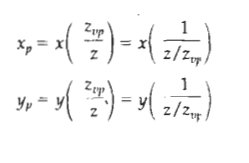 x_p = x( z_vp / z ) = x( 1 / z/z_vp )
y_p = y( z_vp / z ) = y( 1 / z/z_vp )